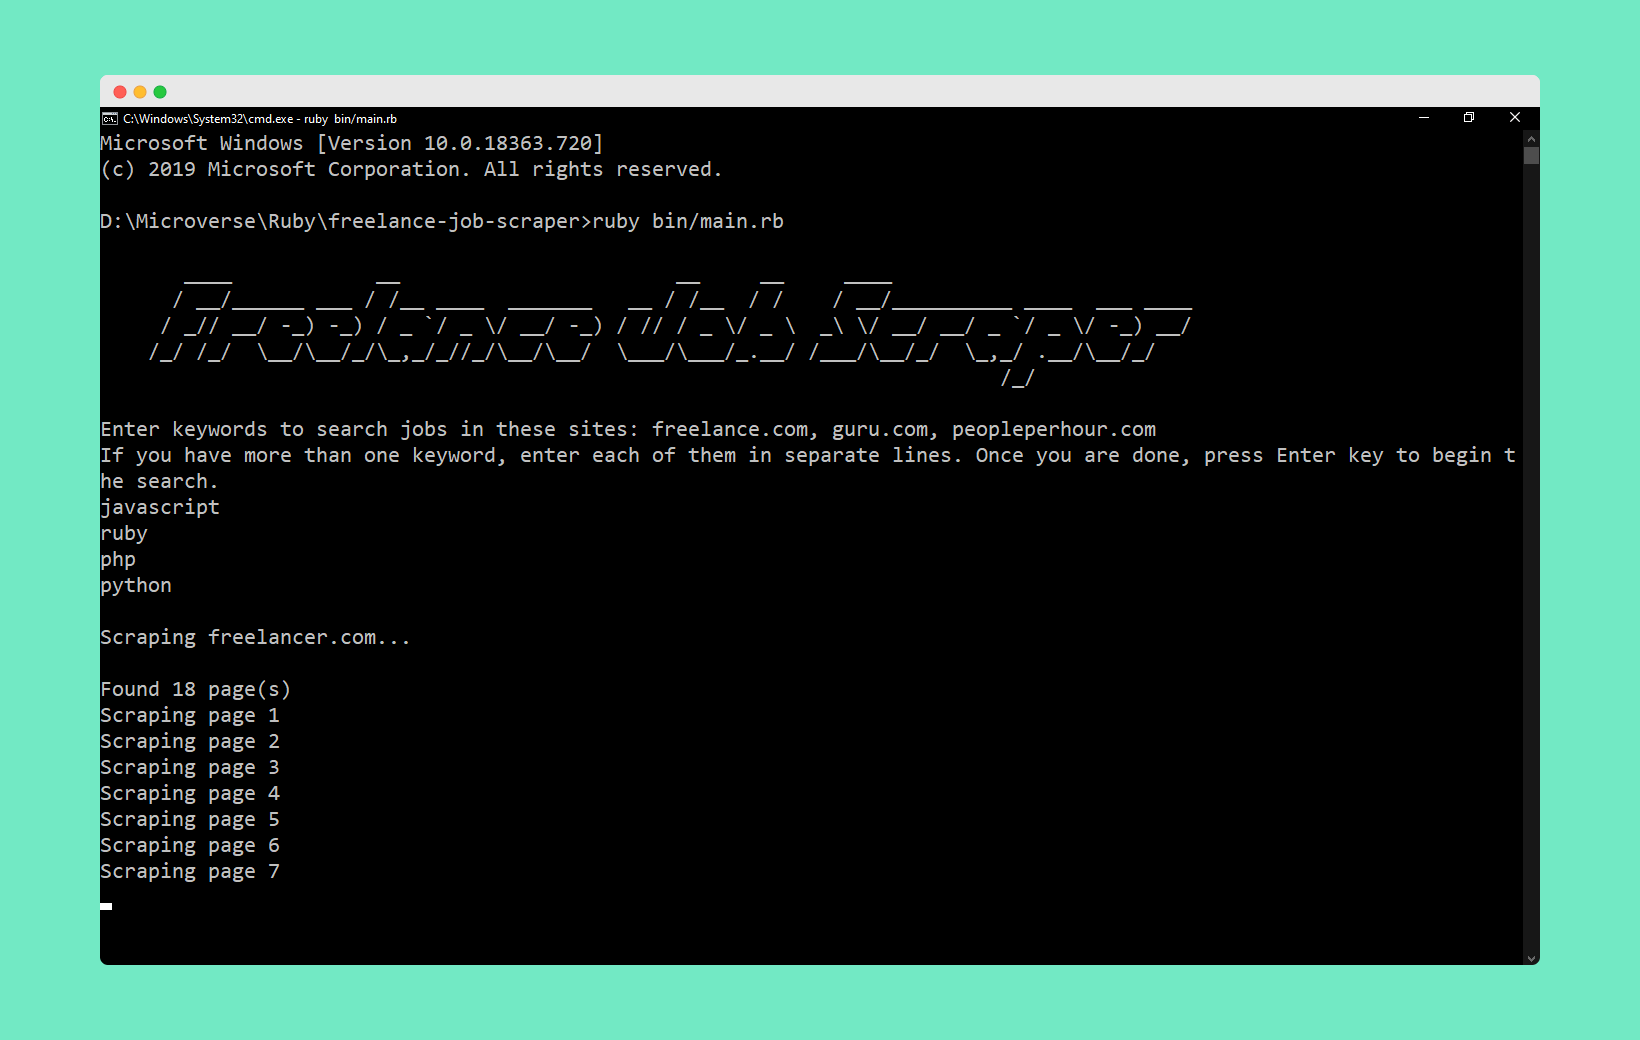 C:\Windows\System32\cmd.exe - ruby  bin/main.rb
Microsoft Windows [Version 10.0.18363.720]
(c) 2019 Microsoft Corporation. All rights reserved.
D:\Microverse\Ruby\freelance-job-scraper>ruby bin/main.rb
Freelance Job Scraper
Enter keywords to search jobs in these sites: freelance.com, guru.com, peopleperhour.com
If you have more than one keyword, enter each of them in separate lines. Once you are done, press Enter key to begin t
he search.
javascript
ruby
php
python
Scraping freelancer.com...
Found 18 page(s)
Scraping page 1
Scraping page 2
Scraping page 3
Scraping page 4
Scraping page 5
Scraping page 6
Scraping page 7